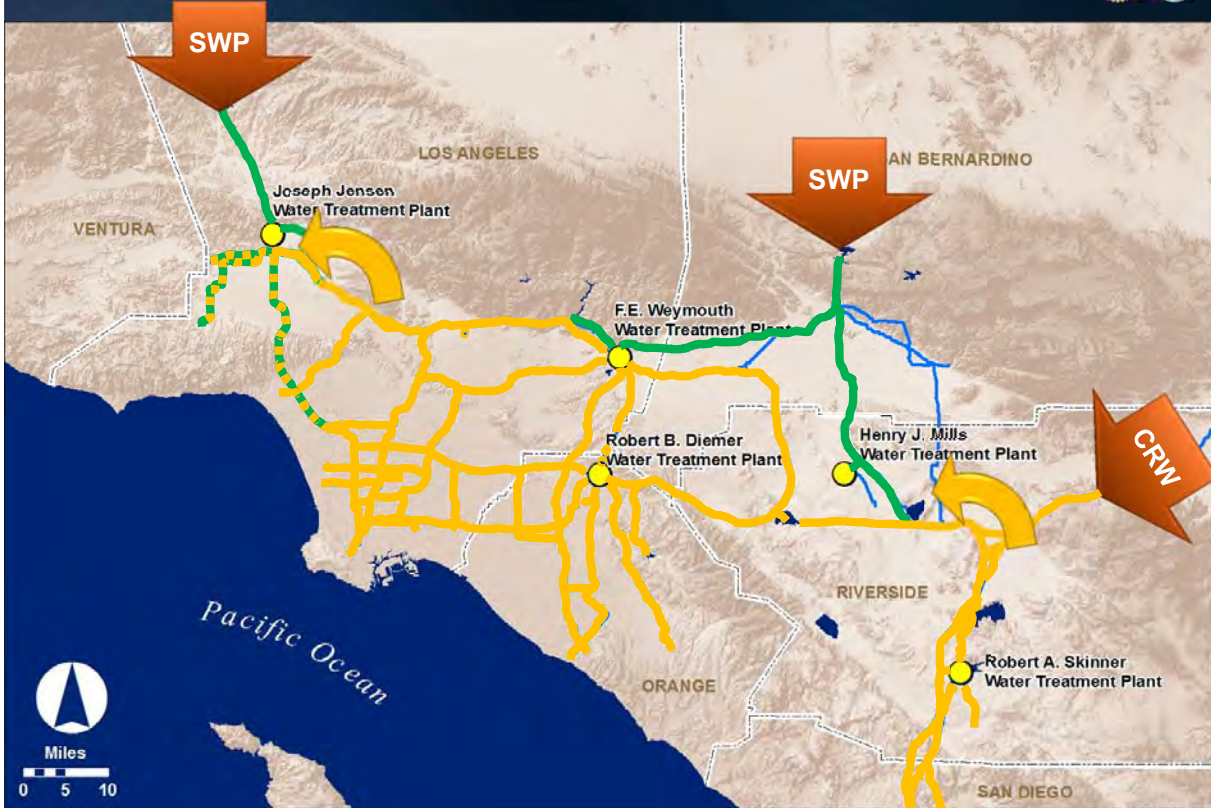 SWP
LOS ANGELES
SAN BERNARDINO
SWP
Joseph Jensen
Water Treatment Plant
VENTURA
F.E. Weymouth
Water Treatment Plant
Robert B. Diemer
Water Treatment Plant
Henry J. Mills
Water Treatment Plant
CRW
RIVERSIDE
Pacific Ocean
ORANGE
Robert A. Skinner
Water Treatment Plant
Miles
0 5 10
SAN DIEGO